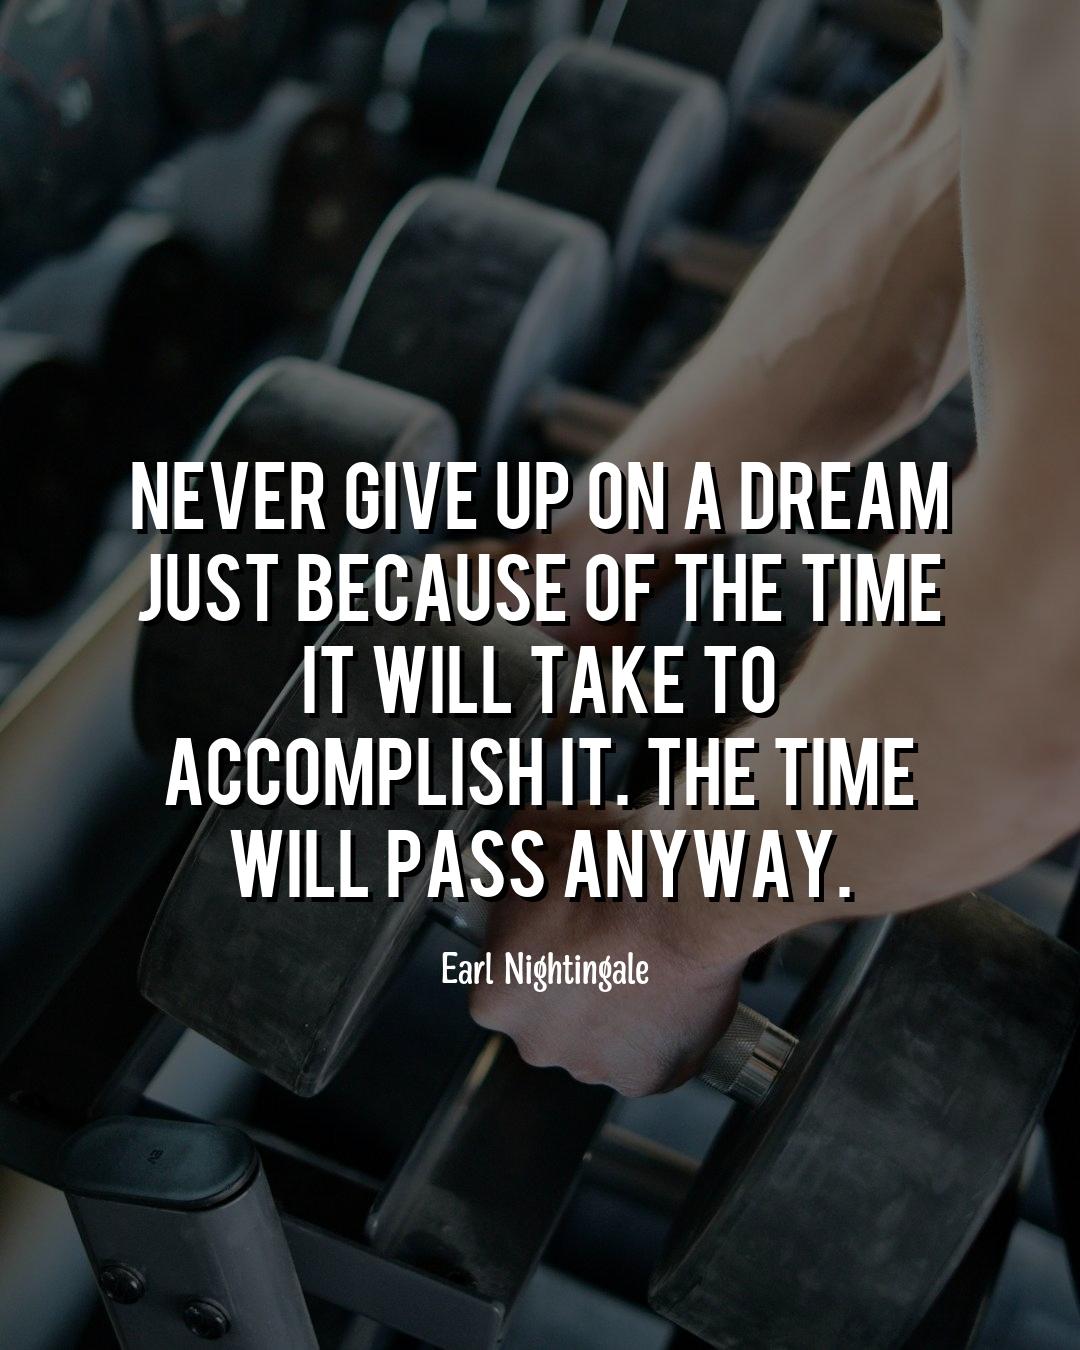 NEVER GIVE UP ON A DREAM
JUST BECAUSE OF THE TIME
IT WILL TAKE TO
ACCOMPLISH IT. THE TIME
WILL PASS ANYWAY.
Earl Nightingale